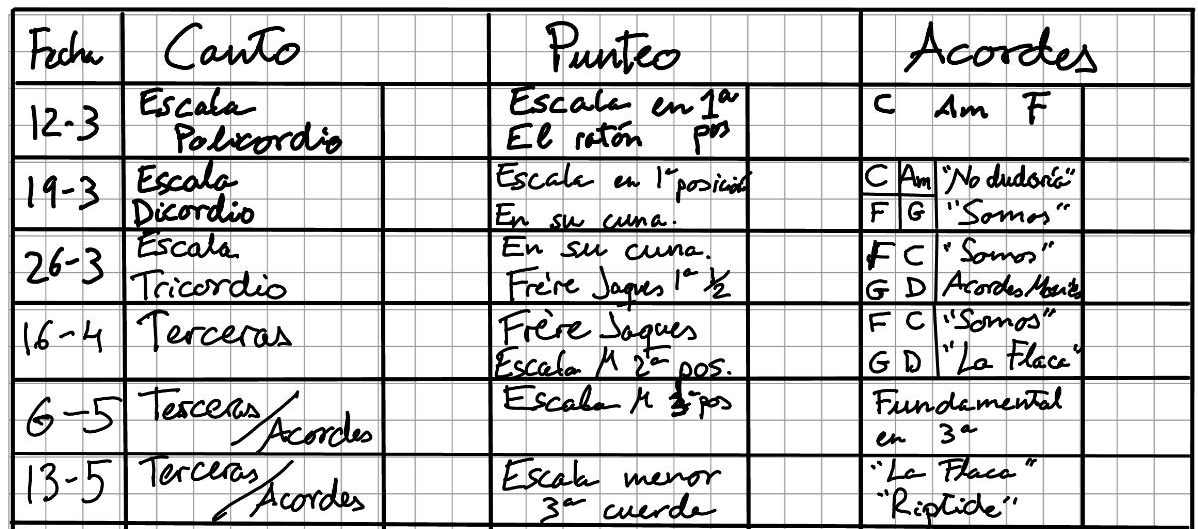 Fecha Canto Punteo Acordes
12-3 Escala Escala en 1ª C Am F
Policordio El ratón pos
19-3 Escala Escala en 1ª posición C Am "No dudaría"
Dicordio En su cuna. F G "Somos"
26-3 Escala En su cuna. F C "Somos"
Tricordio Frère Jaques 1ª 1/2 G D Acordes
16-4 Terceras Frère Jaques F C "Somos"
Escala M 2ª pos. G D "La Flaca"
6-5 Terceras/ Escala M pos Fundamental
Acordes en 3ª
13-5 Terceras/ Escala menor "La Flaca"
Acordes 3ª cuerda "Riptide"